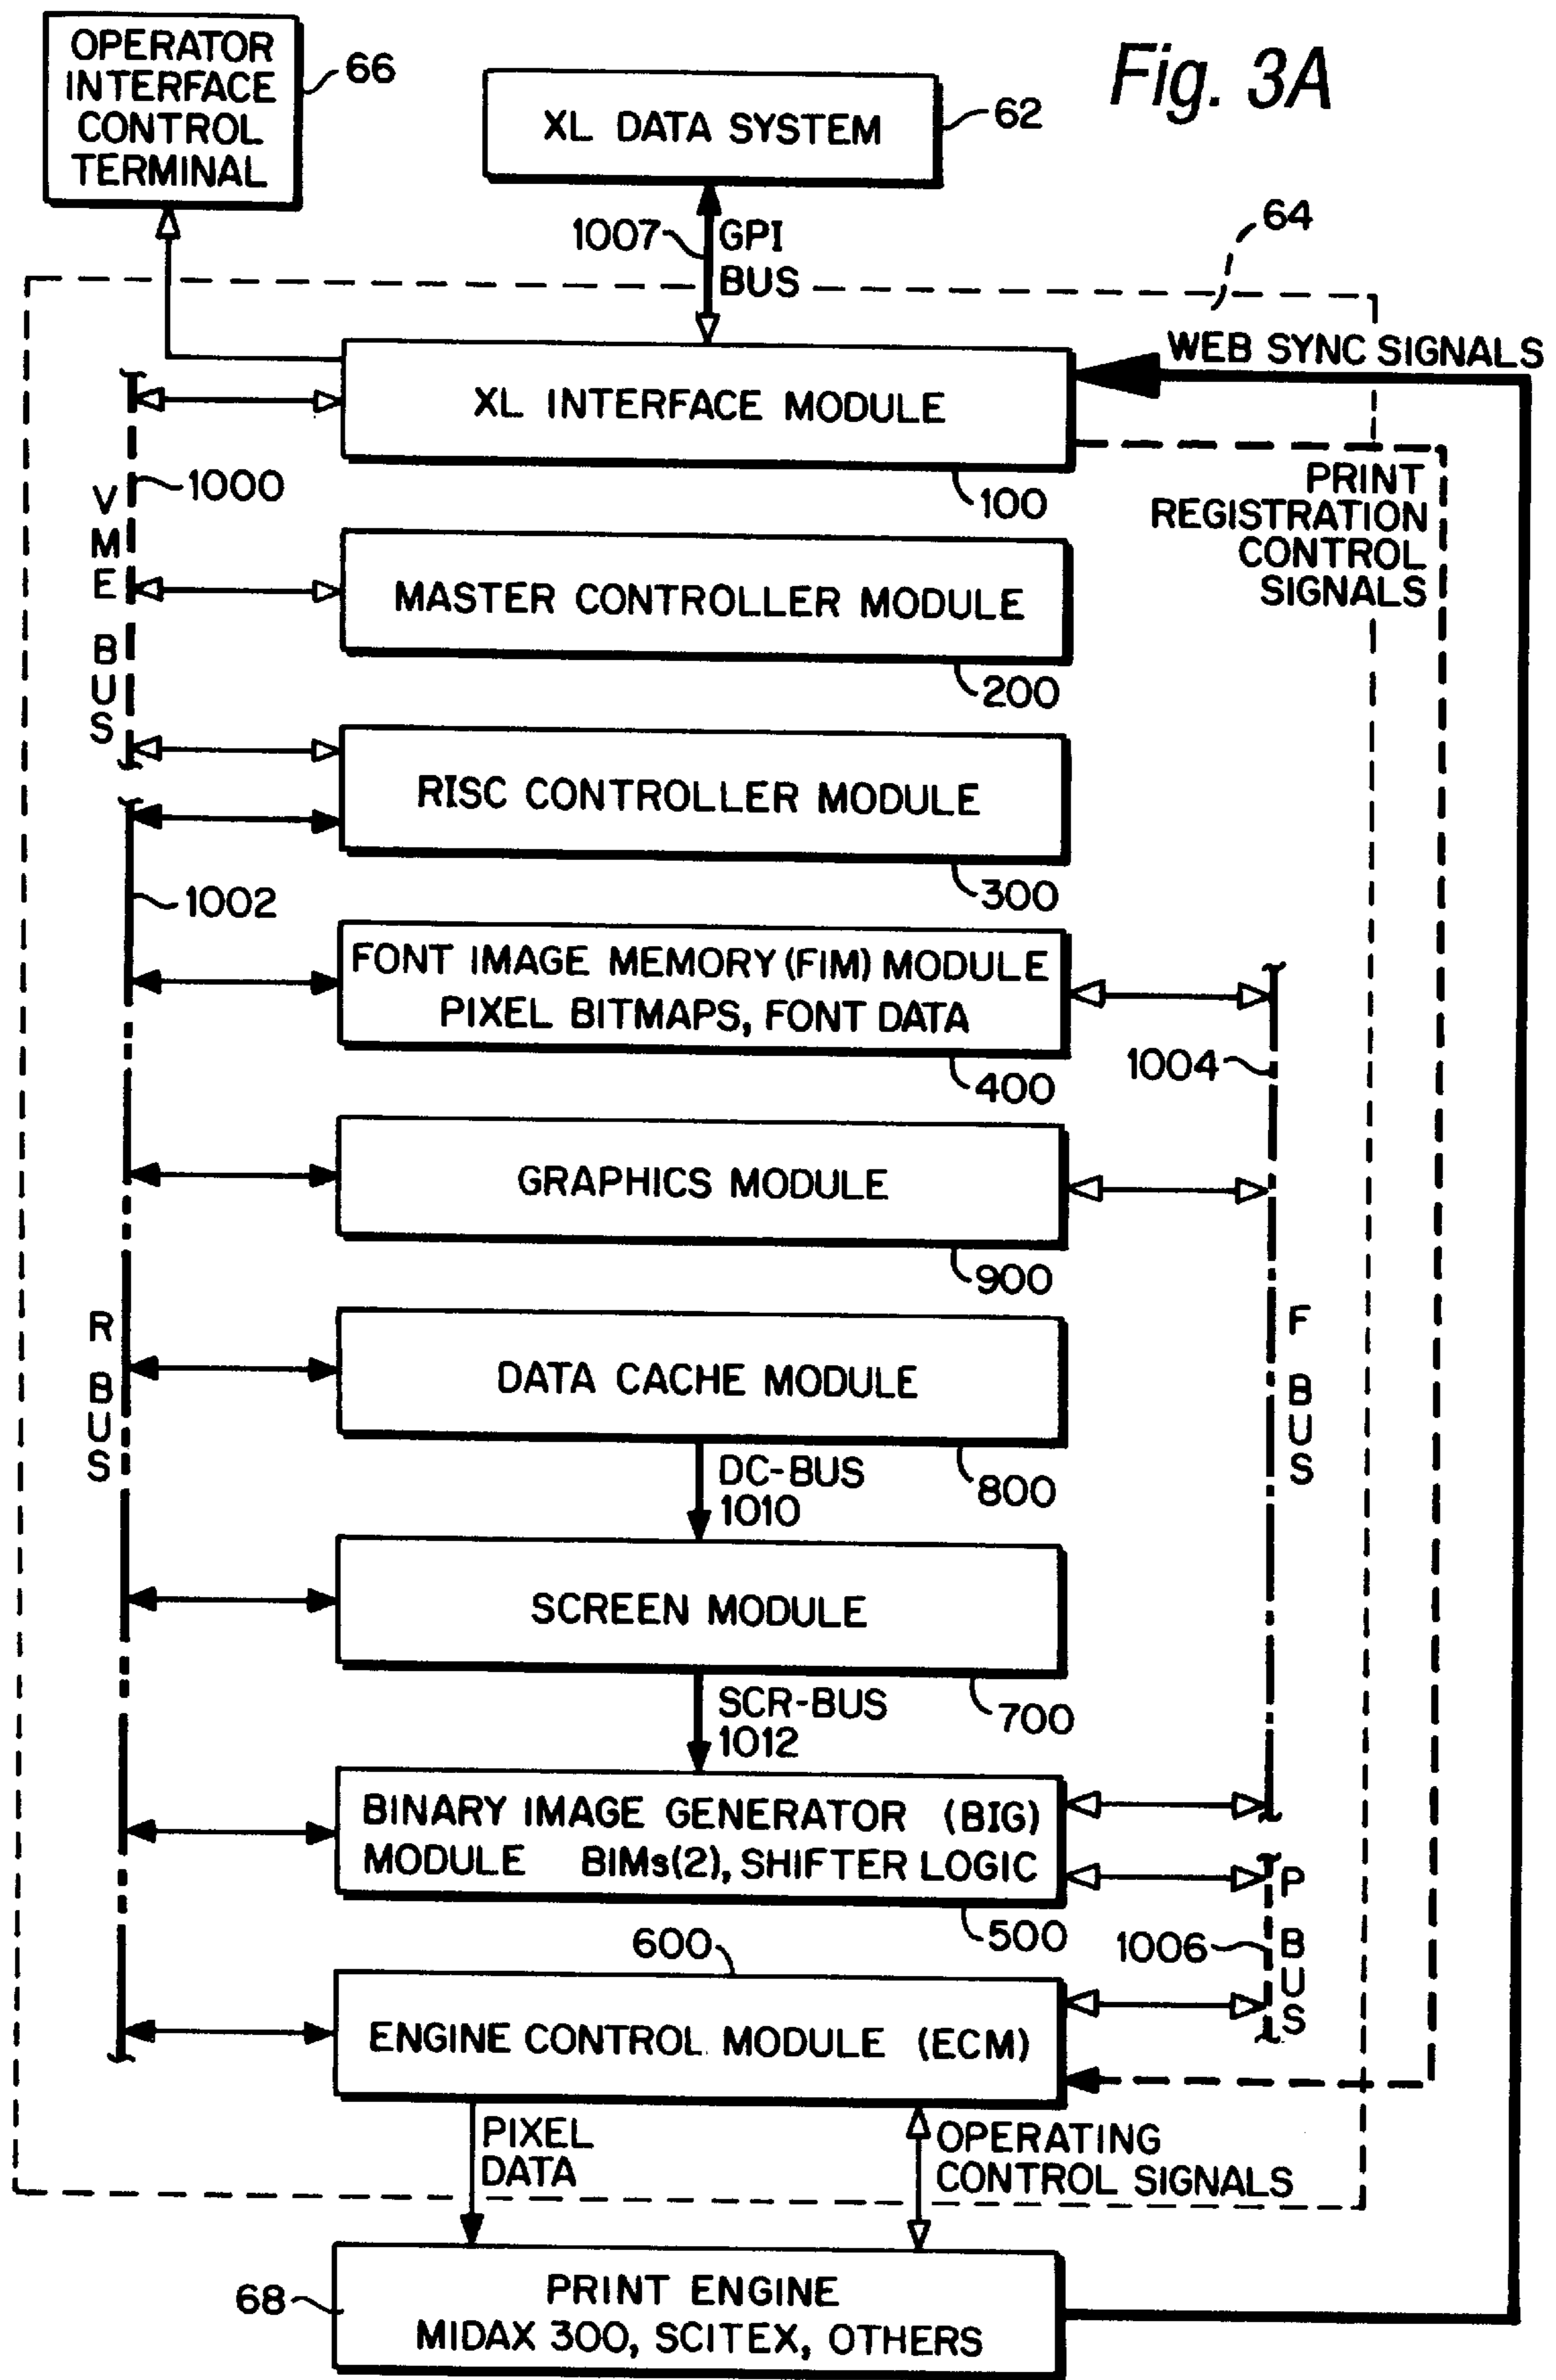 Fig. 3A
OPERATOR
INTERFACE
CONTROL
TERMINAL
66
XL DATA SYSTEM
62
1007
GPI
BUS
64
WEB SYNC SIGNALS
XL INTERFACE MODULE
100
PRINT
REGISTRATION
CONTROL
SIGNALS
VME BUS
1000
MASTER CONTROLLER MODULE
200
RISC CONTROLLER MODULE
300
1002
FONT IMAGE MEMORY (FIM) MODULE
PIXEL BITMAPS, FONT DATA
400
1004
GRAPHICS MODULE
900
R BUS
F BUS
DATA CACHE MODULE
800
DC-BUS
1010
SCREEN MODULE
700
SCR-BUS
1012
BINARY IMAGE GENERATOR (BIG)
MODULE BIMs(2), SHIFTER LOGIC
500
P BUS
1006
600
ENGINE CONTROL MODULE (ECM)
PIXEL
DATA
OPERATING
CONTROL SIGNALS
68
PRINT ENGINE
MIDAX 300, SCITEX, OTHERS